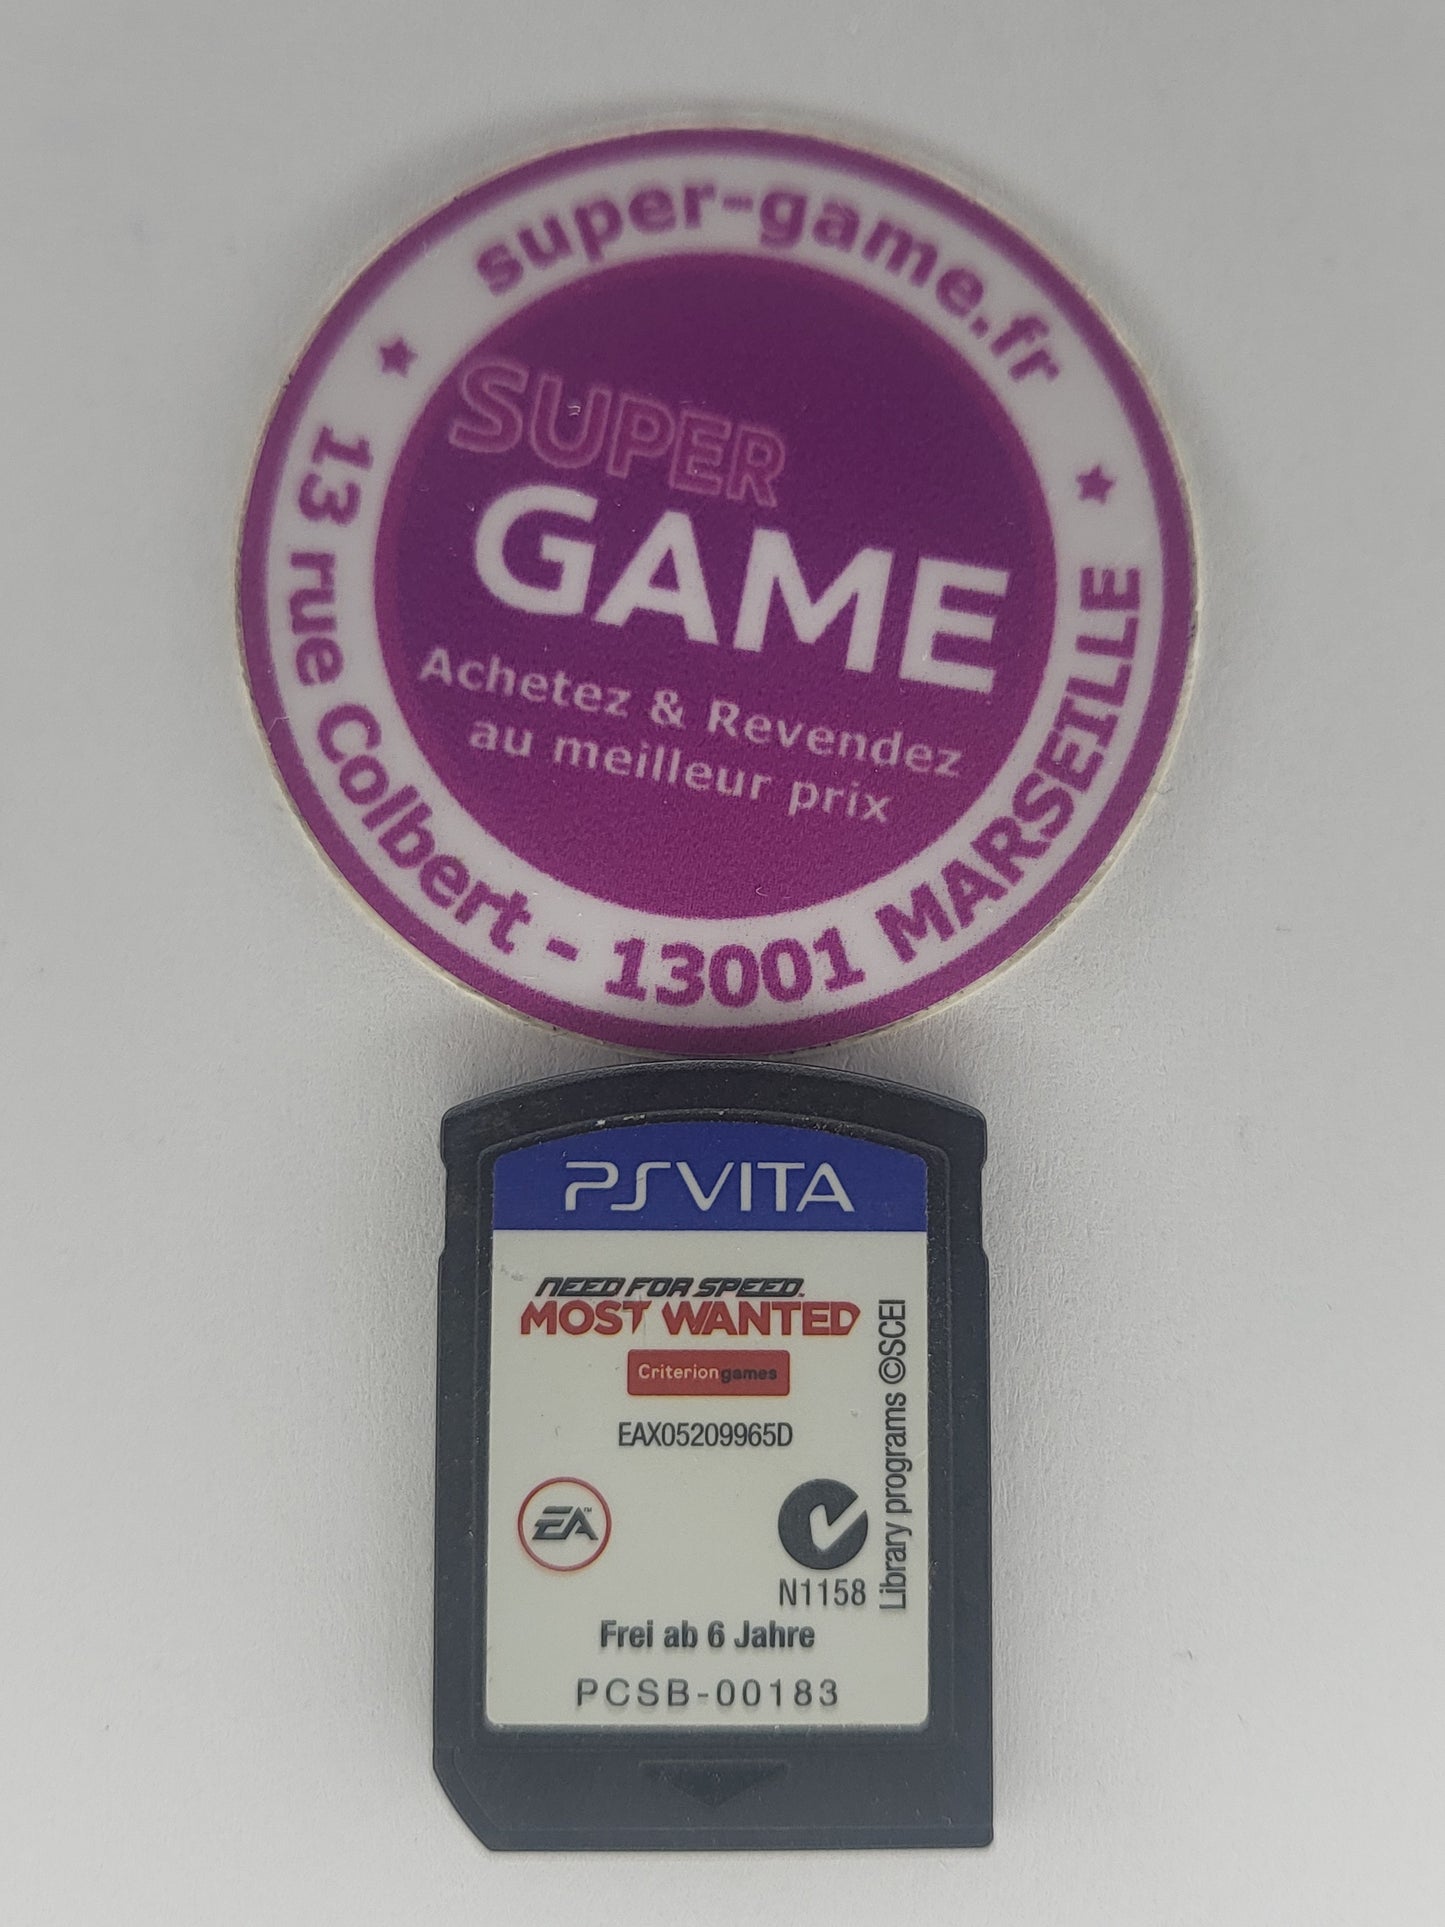 super-game.fr
SUPER
GAME
Achetez & Revendez
au meilleur prix
13 rue Colbert - 13001 MARSEILLE
PSVITA
NEED FOR SPEED
MOST WANTED
Criteriongames
EAX05209965D
EA™
N1158
Library programs ©SCEI
Frei ab 6 Jahre
PCSB-00183